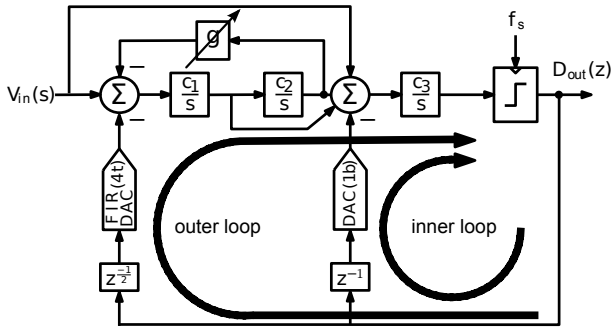 f_s
g
D_out(z)
V_in(s)
Σ
c_1/s
c_2/s
Σ
c_3/s
FIR(4t)
DAC
DAC(1b)
outer loop
inner loop
z^{-1/2}
z^{-1}